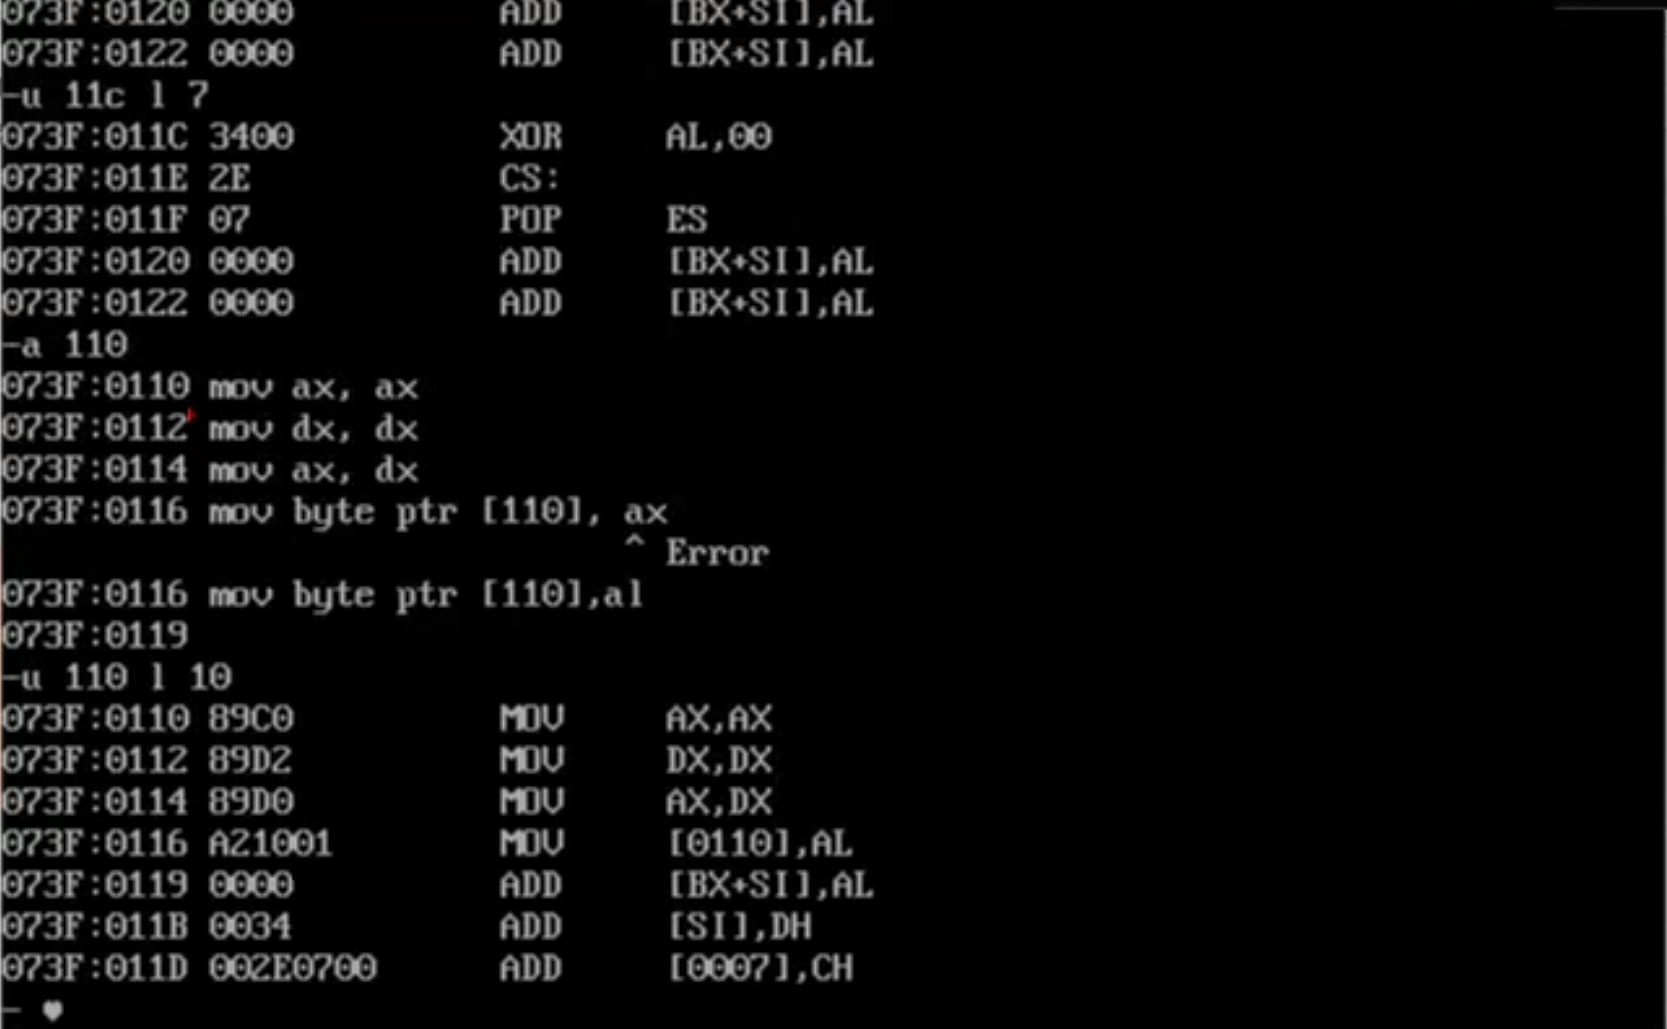 073F:0120 0000 ADD [BX+SI],AL
073F:0122 0000 ADD [BX+SI],AL
-u 11c l 7
073F:011C 3400 XOR AL,00
073F:011E 2E CS:
073F:011F 07 POP ES
073F:0120 0000 ADD [BX+SI],AL
073F:0122 0000 ADD [BX+SI],AL
-a 110
073F:0110 mov ax, ax
073F:0112 mov dx, dx
073F:0114 mov ax, dx
073F:0116 mov byte ptr [110], ax
^ Error
073F:0116 mov byte ptr [110],al
073F:0119
-u 110 l 10
073F:0110 89C0 MOV AX,AX
073F:0112 89D2 MOV DX,DX
073F:0114 89D0 MOV AX,DX
073F:0116 A21001 MOV [0110],AL
073F:0119 0000 ADD [BX+SI],AL
073F:011B 0034 ADD [SI],DH
073F:011D 002E0700 ADD [0007],CH
- ♥